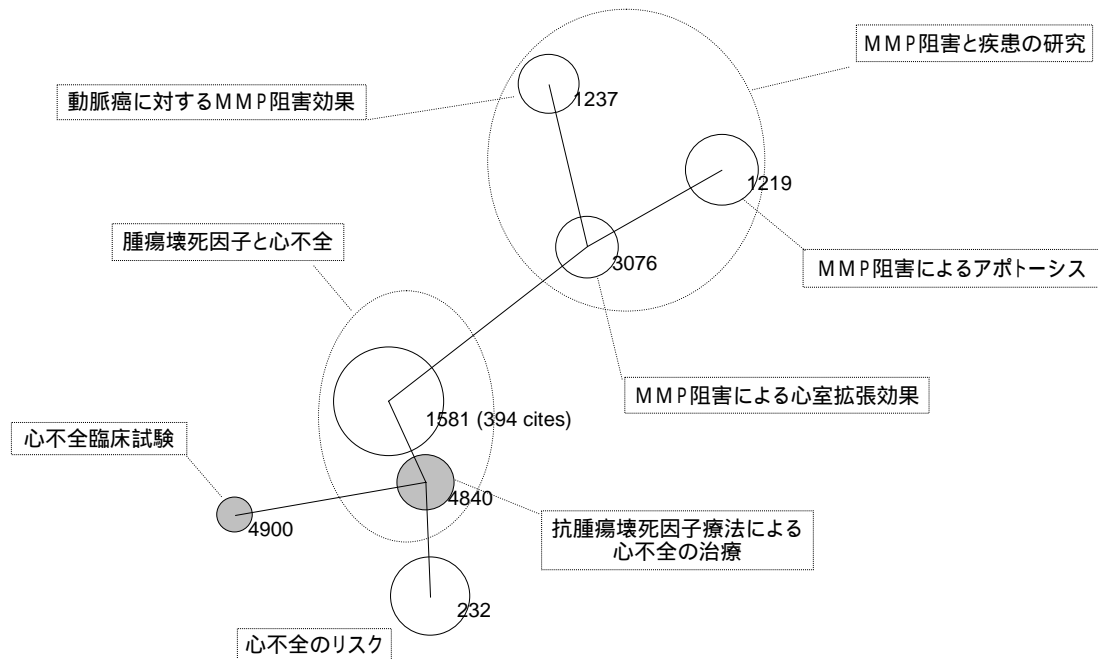 MMP阻害と疾患の研究
動脈癌に対するMMP阻害効果
1237
1219
腫瘍壊死因子と心不全
3076
MMP阻害によるアポトーシス
MMP阻害による心室拡張効果
1581 (394 cites)
心不全臨床試験
4840
4900
抗腫瘍壊死因子療法による
心不全の治療
232
心不全のリスク